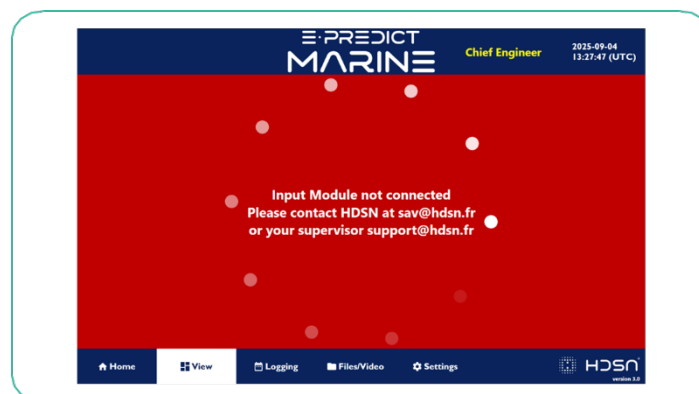 E·PREDICT
MARINE
Chief Engineer
2025-09-04
13:27:47 (UTC)
Input Module not connected
Please contact HDSN at sav@hdsn.fr
or your supervisor support@hdsn.fr
Home
View
Logging
Files/Video
Settings
HDSN
version 3.0